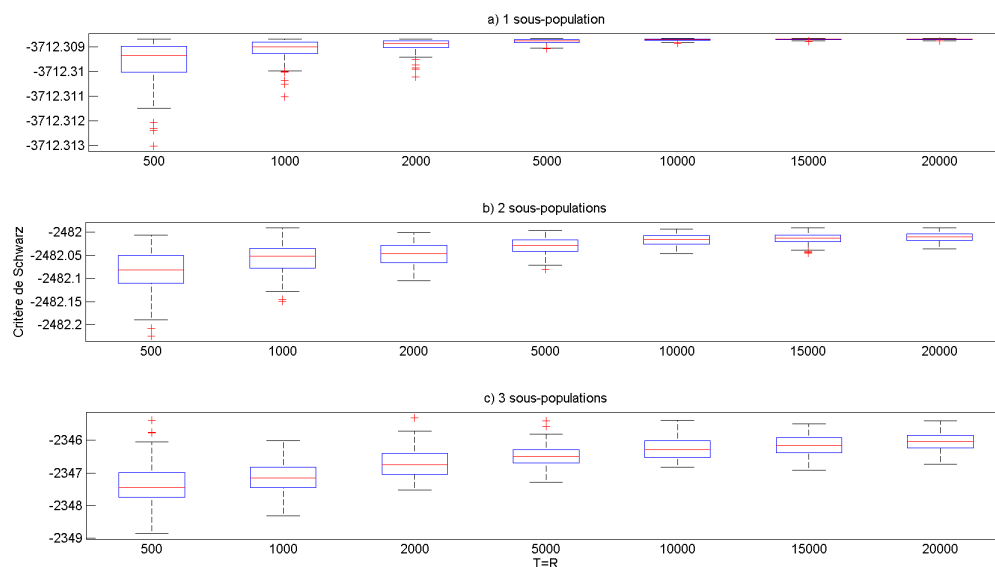 a) 1 sous-population
-3712.309
-3712.31
-3712.311
-3712.312
-3712.313
500 1000 2000 5000 10000 15000 20000
b) 2 sous-populations
Critère de Schwarz
-2482
-2482.05
-2482.1
-2482.15
-2482.2
500 1000 2000 5000 10000 15000 20000
c) 3 sous-populations
-2346
-2347
-2348
-2349
500 1000 2000 5000 10000 15000 20000
T=R